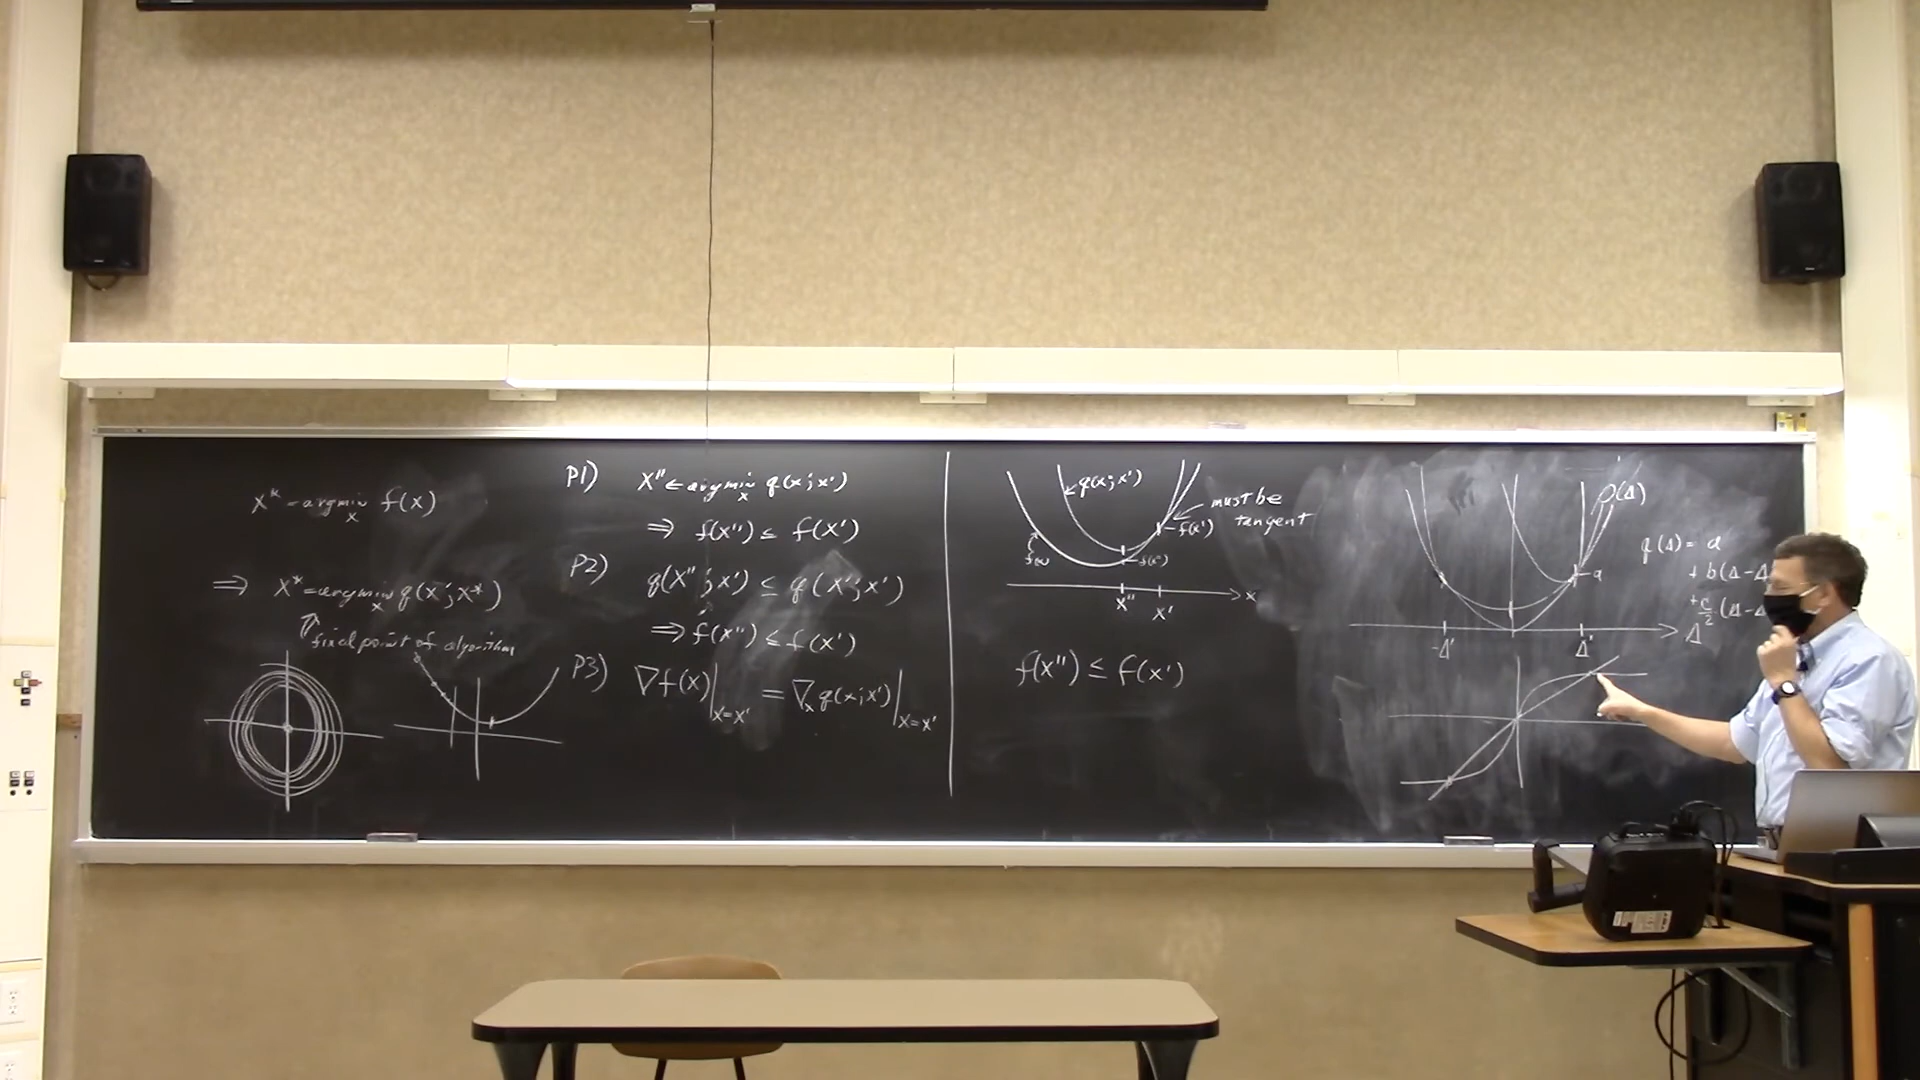 x* = argmin f(x)
x
⇒ x* = argmin q(x; x*)
x
fixed point of algorithm
P1) x'' ← argmin q(x; x')
x
⇒ f(x'') ≤ f(x')
P2) q(x''; x') ≤ q(x'; x')
⇒ f(x'') ≤ f(x')
P3) ∇f(x)|x=x' = ∇x q(x; x')|x=x'
q(x; x')
must be
tangent
f(x')
f(x)
f(x'')
x'' x' x
f(x'') ≤ f(x')
ρ(Δ)
q(Δ) = a
+ b(Δ-Δ
+ c/2 (Δ-Δ
a
-Δ' Δ' Δ